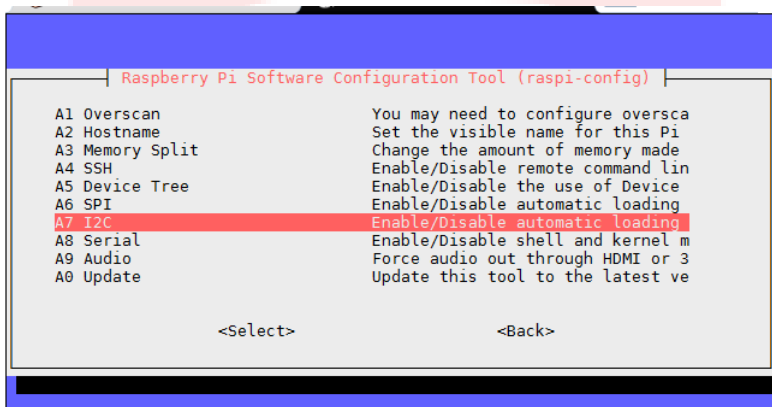 Raspberry Pi Software Configuration Tool (raspi-config)
A1 Overscan You may need to configure oversca
A2 Hostname Set the visible name for this Pi
A3 Memory Split Change the amount of memory made
A4 SSH Enable/Disable remote command lin
A5 Device Tree Enable/Disable the use of Device
A6 SPI Enable/Disable automatic loading
A7 I2C Enable/Disable automatic loading
A8 Serial Enable/Disable shell and kernel m
A9 Audio Force audio out through HDMI or 3
A0 Update Update this tool to the latest ve
<Select> <Back>